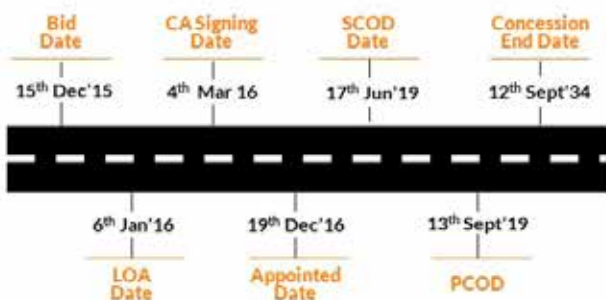 Bid
Date
15th Dec'15
CA Signing
Date
4th Mar 16
SCOD
Date
17th Jun'19
Concession
End Date
12th Sept'34
6th Jan'16
LOA
Date
19th Dec'16
Appointed
Date
13th Sept'19
PCOD